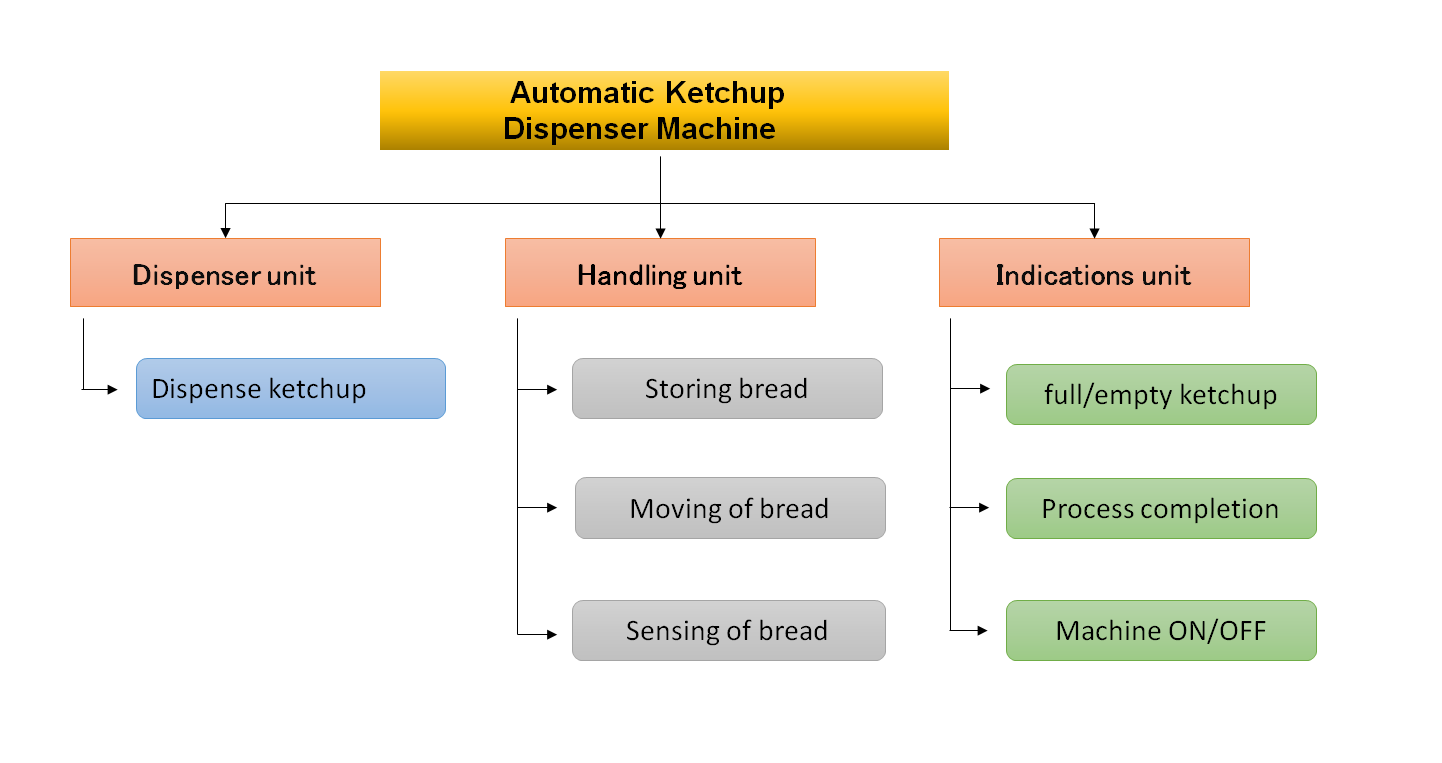 Automatic Ketchup
Dispenser Machine
Dispenser unit
Handling unit
Indications unit
Dispense ketchup
Storing bread
full/empty ketchup
Moving of bread
Process completion
Sensing of bread
Machine ON/OFF